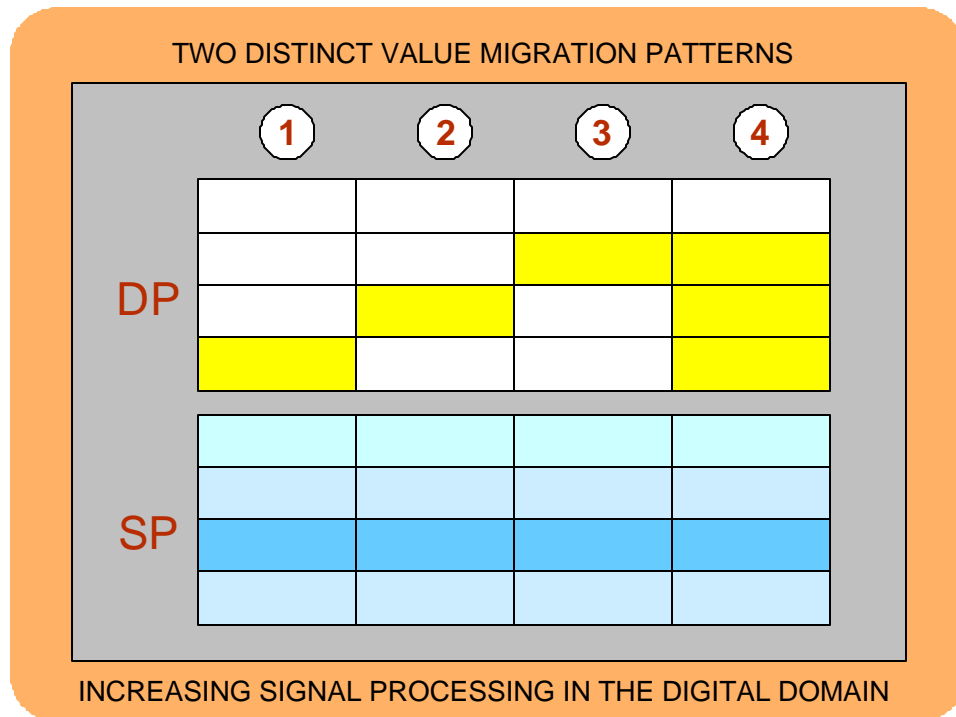 TWO DISTINCT VALUE MIGRATION PATTERNS
1 2 3 4
DP
SP
INCREASING SIGNAL PROCESSING IN THE DIGITAL DOMAIN